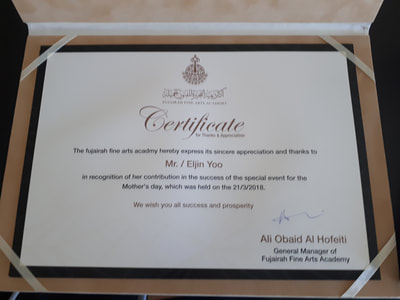 FUJAIRAH FINE ARTS ACADEMY
Certificate
for Thanks & Appreciation
The fujairah fine arts acadmy hereby express its sincare appreciation and thanks to
Mr. / Eljin Yoo
in recognition of her contribution in the success of the special event for the
Mother's day, which was held on the 21/3/2018.
We wish you all success and prosperity
Ali Obaid Al Hofeiti
General Manager of
Fujairah Fine Arts Academy